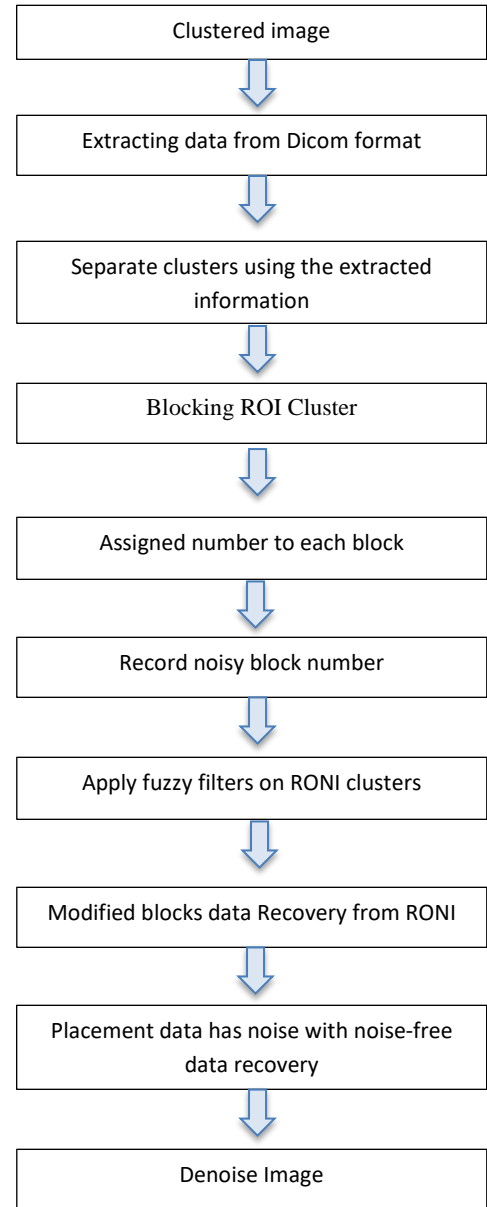 Clustered image
Extracting data from Dicom format
Separate clusters using the extracted
information
Blocking ROI Cluster
Assigned number to each block
Record noisy block number
Apply fuzzy filters on RONI clusters
Modified blocks data Recovery from RONI
Placement data has noise with noise-free
data recovery
Denoise Image